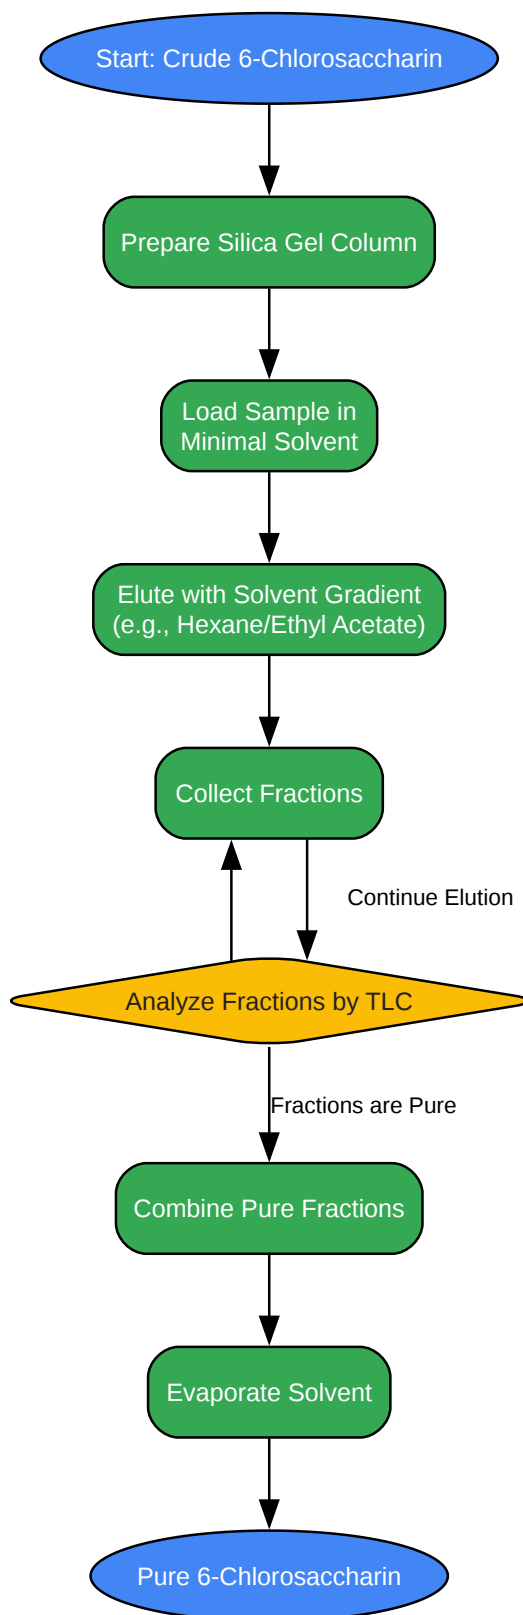 Start: Crude 6-Chlorosaccharin
Prepare Silica Gel Column
Load Sample in
Minimal Solvent
Elute with Solvent Gradient
(e.g., Hexane/Ethyl Acetate)
Collect Fractions
Continue Elution
Analyze Fractions by TLC
Fractions are Pure
Combine Pure Fractions
Evaporate Solvent
Pure 6-Chlorosaccharin